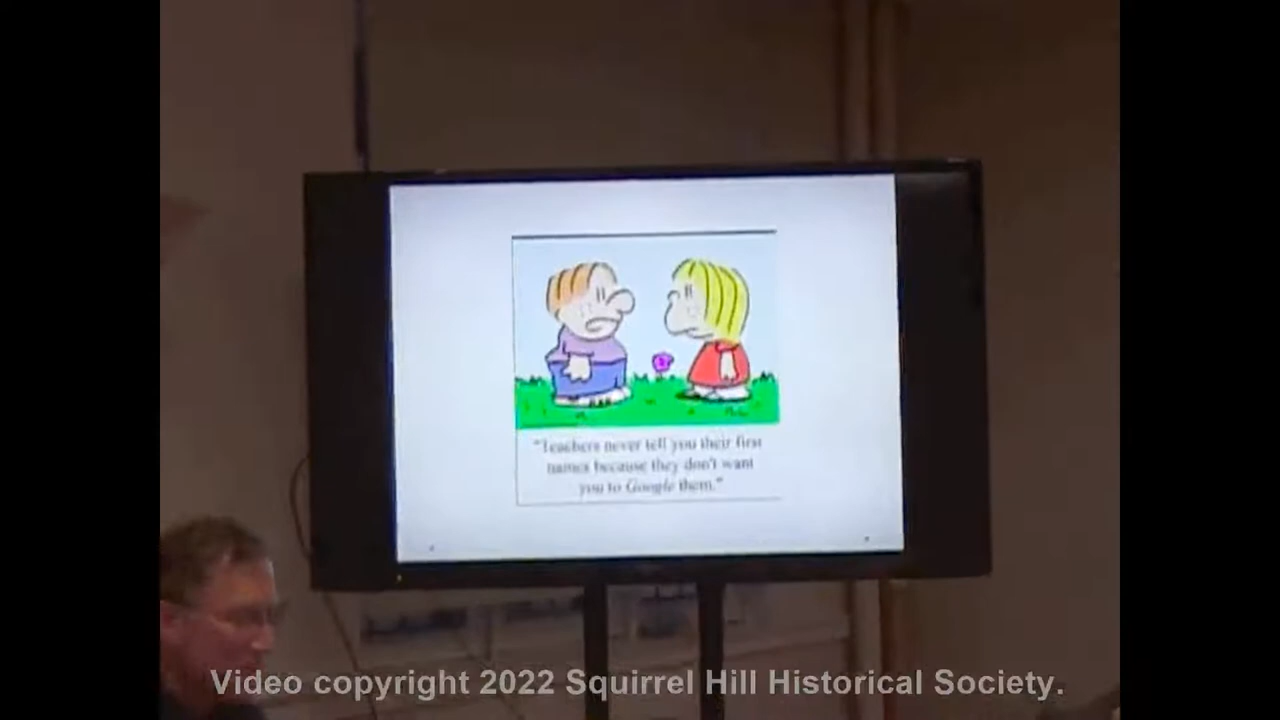 "Teachers never tell you their first
names because they don't want
you to Google them."
Video copyright 2022 Squirrel Hill Historical Society.